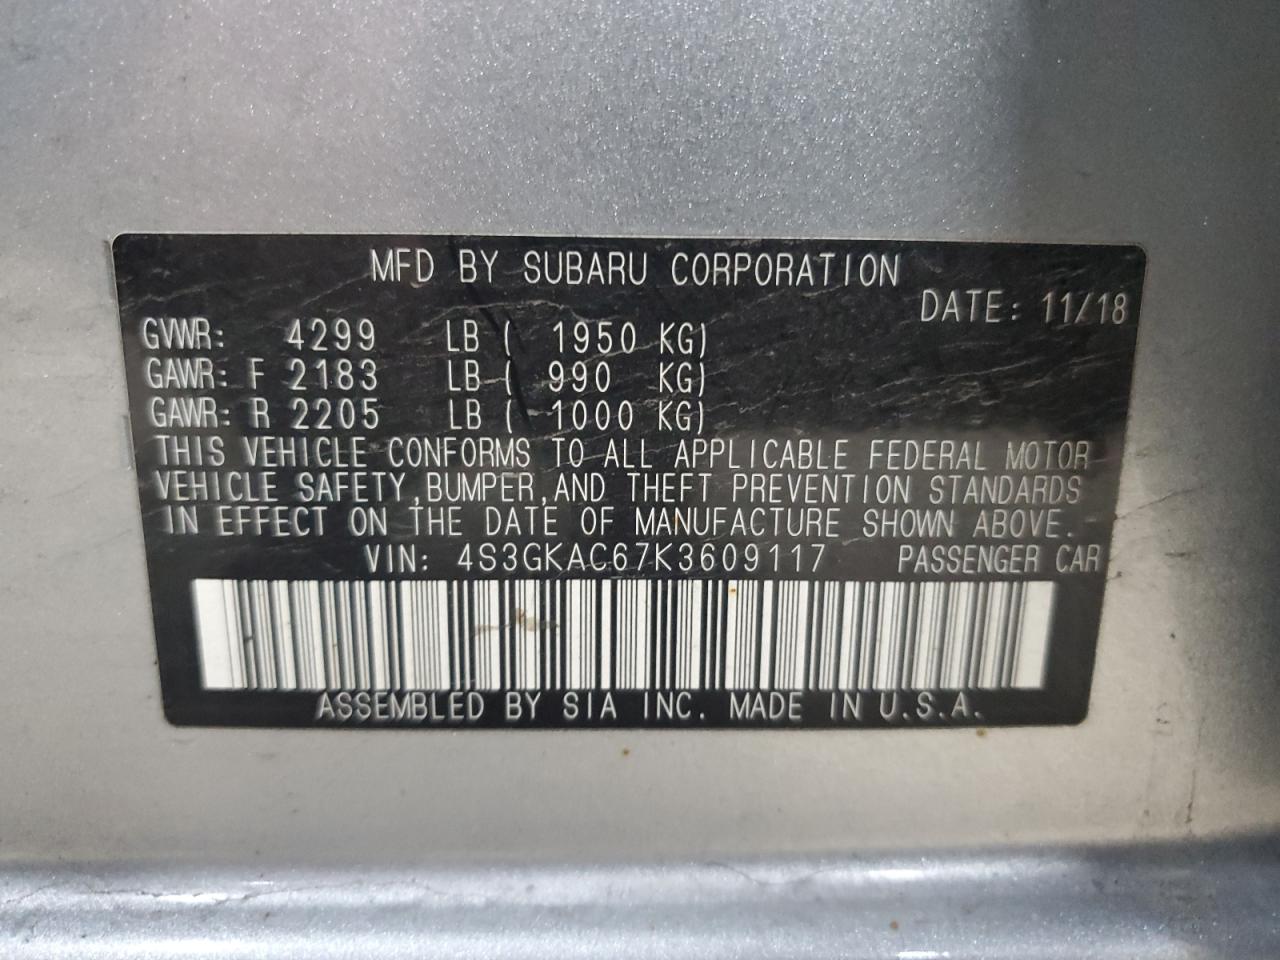 MFD BY SUBARU CORPORATION
DATE: 11/18
GVWR: 4299 LB ( 1950 KG)
GAWR: F 2183 LB ( 990 KG)
GAWR: R 2205 LB ( 1000 KG)
THIS VEHICLE CONFORMS TO ALL APPLICABLE FEDERAL MOTOR
VEHICLE SAFETY, BUMPER, AND THEFT PREVENTION STANDARDS
IN EFFECT ON THE DATE OF MANUFACTURE SHOWN ABOVE.
VIN: 4S3GKAC67K3609117 PASSENGER CAR
ASSEMBLED BY SIA INC. MADE IN U.S.A.